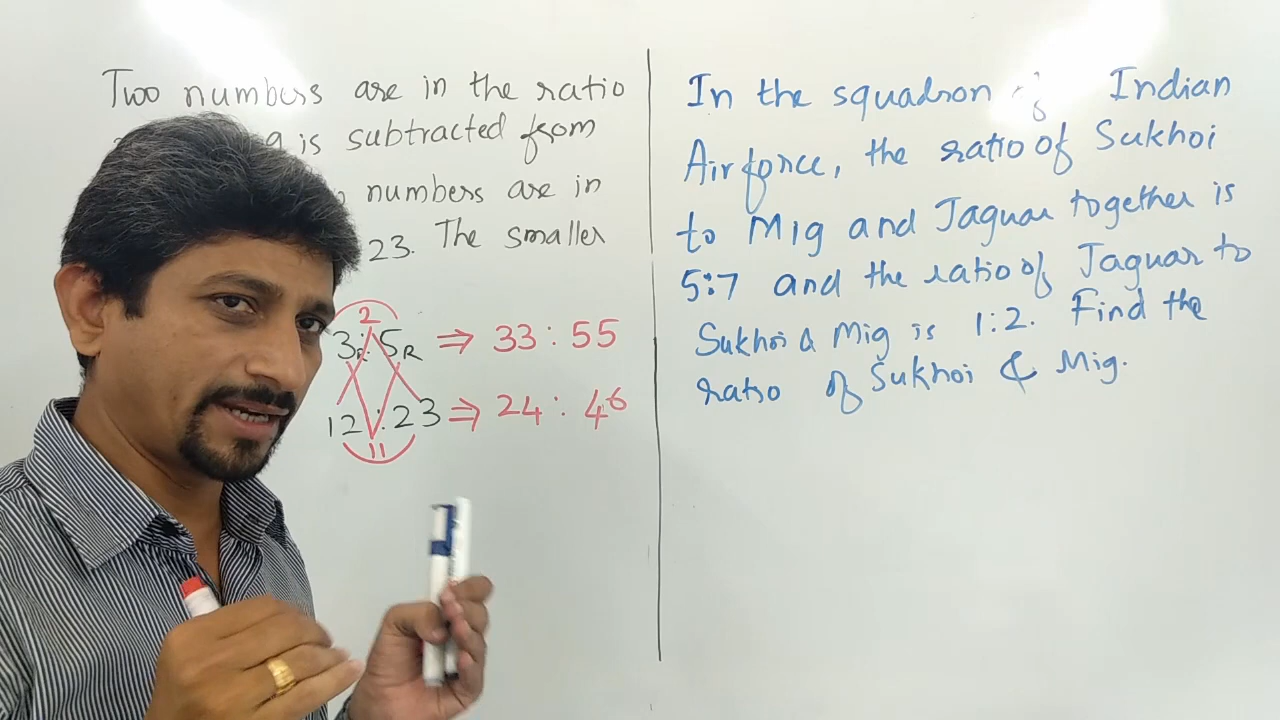 Two numbers are in the ratio
is subtracted from
numbers are in
23. The smaller
2
3R : 5R ⇒ 33 : 55
12 : 23 ⇒ 24 : 46
11
In the squadron of Indian
Airforce, the ratio of Sukhoi
to Mig and Jaguar together is
5:7 and the ratio of Jaguar to
Sukhoi & Mig is 1:2. Find the
ratio of Sukhoi & Mig.